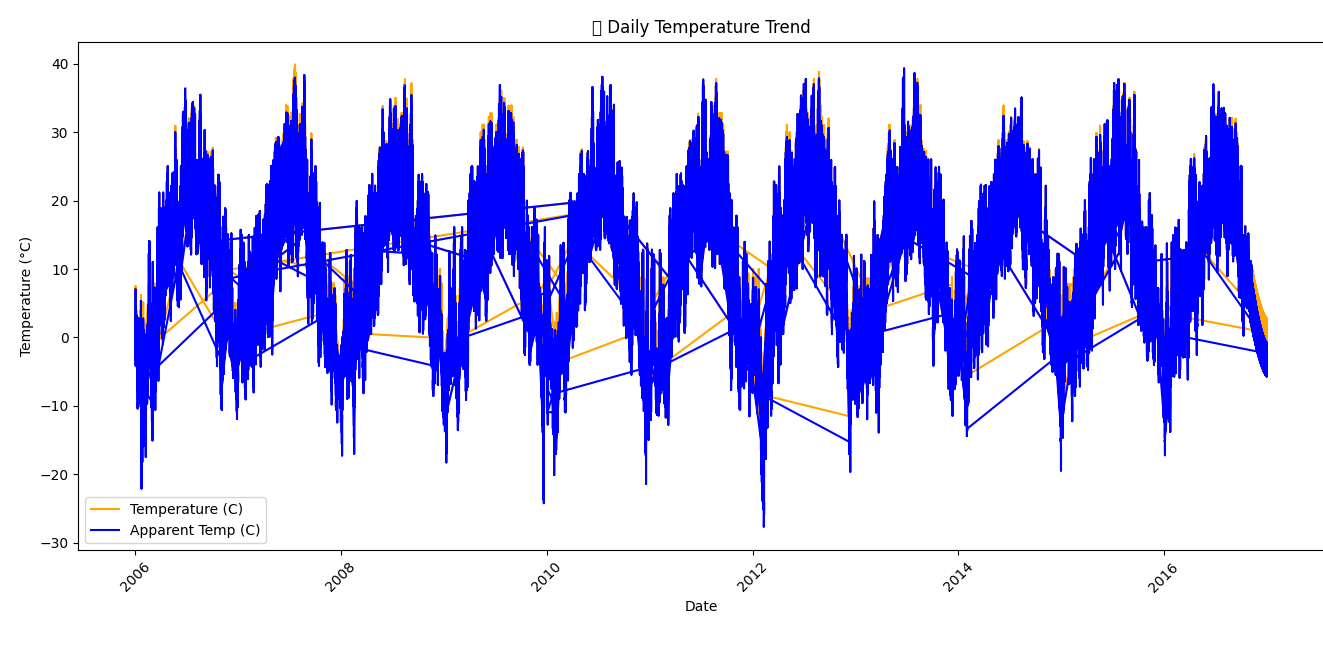 ▯ Daily Temperature Trend
40
30
20
10
0
−10
−20
−30
Temperature (°C)
Temperature (C)
Apparent Temp (C)
2006
2008
2010
2012
2014
2016
Date